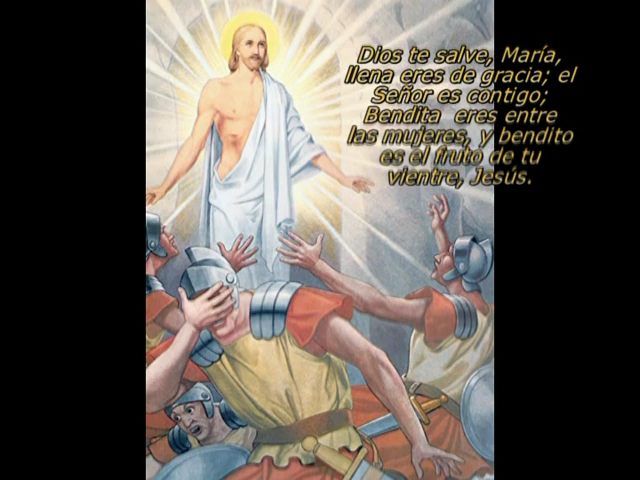 Dios te salve, María,
llena eres de gracia; el
Señor es contigo;
Bendita eres entre
las mujeres, y bendito
es el fruto de tu
vientre, Jesús.